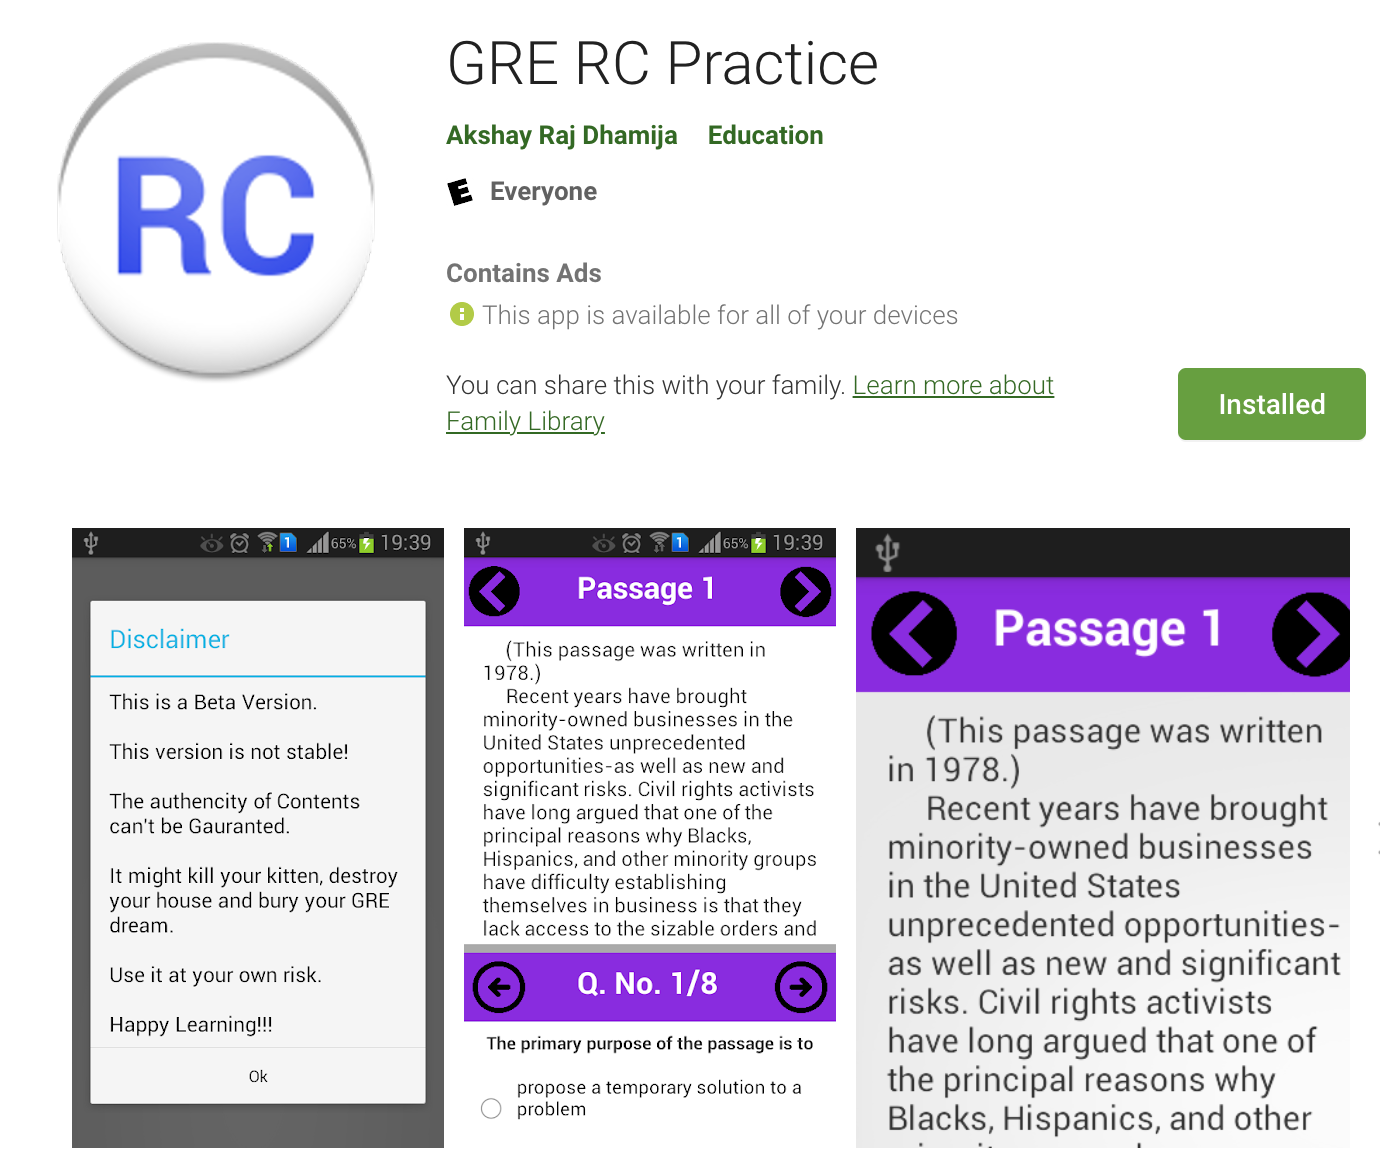 RC
GRE RC Practice
Akshay Raj Dhamija Education
E Everyone
Contains Ads
This app is available for all of your devices
You can share this with your family. Learn more about
Family Library
Installed
1 65% 19:39
Disclaimer
This is a Beta Version.
This version is not stable!
The authencity of Contents
can't be Gauranted.
It might kill your kitten, destroy
your house and bury your GRE
dream.
Use it at your own risk.
Happy Learning!!!
Ok
1 65% 19:39
Passage 1
(This passage was written in
1978.)
Recent years have brought
minority-owned businesses in the
United States unprecedented
opportunities-as well as new and
significant risks. Civil rights activists
have long argued that one of the
principal reasons why Blacks,
Hispanics, and other minority groups
have difficulty establishing
themselves in business is that they
lack access to the sizable orders and
Q. No. 1/8
The primary purpose of the passage is to
propose a temporary solution to a
problem
Passage 1
(This passage was written
in 1978.)
Recent years have brought
minority-owned businesses
in the United States
unprecedented opportunities-
as well as new and significant
risks. Civil rights activists
have long argued that one of
the principal reasons why
Blacks, Hispanics, and other